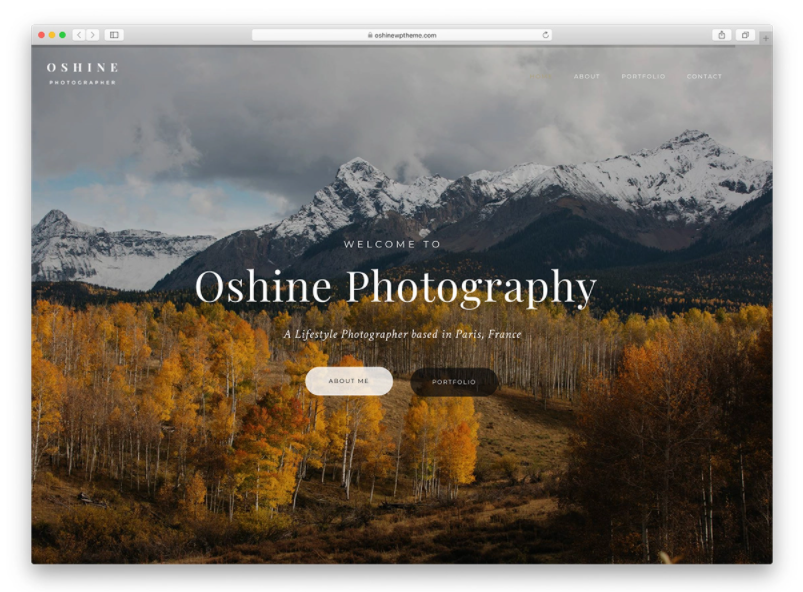 oshinewptheme.com
OSHINE
PHOTOGRAPHER
ABOUT
PORTFOLIO
CONTACT
WELCOME TO
Oshine Photography
A Lifestyle Photographer based in Paris, France
ABOUT ME
PORTFOLIO